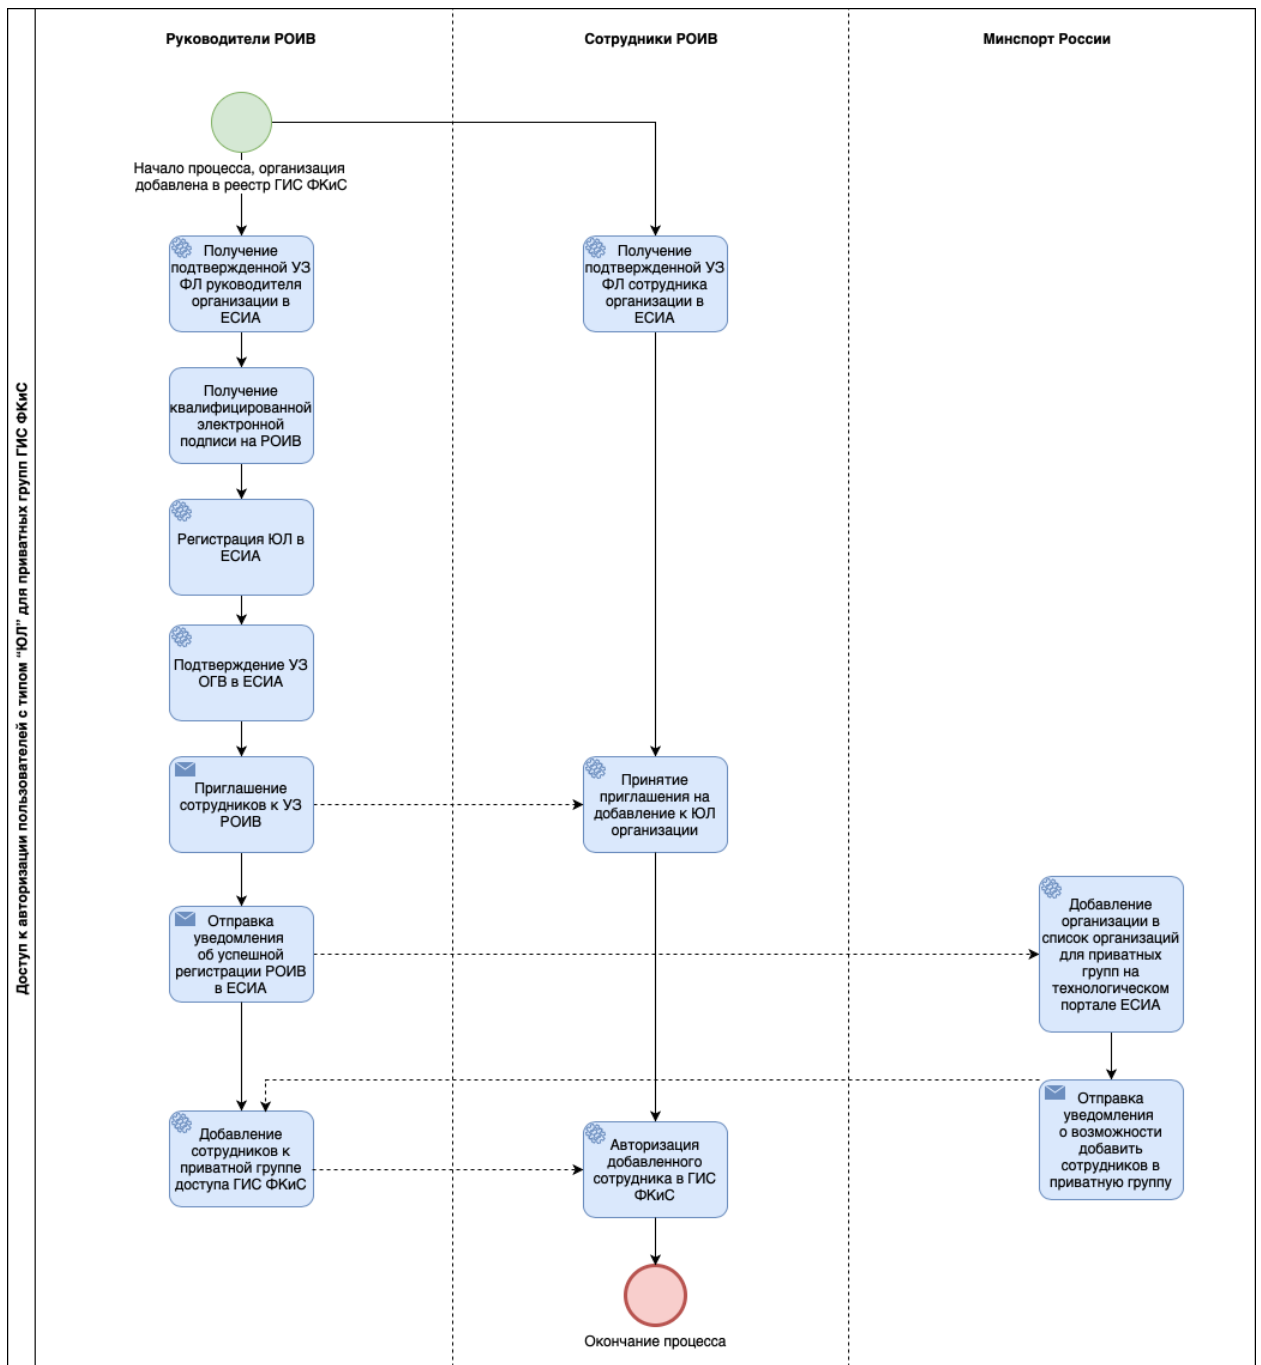 Доступ к авторизации пользователей с типом “ЮЛ” для приватных групп ГИС ФКиС
Руководители РОИВ
Сотрудники РОИВ
Минспорт России
Начало процесса, организация
добавлена в реестр ГИС ФКиС
Получение
подтвержденной УЗ
ФЛ руководителя
организации в
ЕСИА
Получение
подтвержденной УЗ
ФЛ сотрудника
организации в
ЕСИА
Получение
квалифицированной
электронной
подписи на РОИВ
Регистрация ЮЛ в
ЕСИА
Подтверждение УЗ
ОГВ в ЕСИА
Приглашение
сотрудников к УЗ
РОИВ
Принятие
приглашения на
добавление к ЮЛ
организации
Отправка
уведомления
об успешной
регистрации РОИВ
в ЕСИА
Добавление
организации в
список организаций
для приватных
групп на
технологическом
портале ЕСИА
Отправка
уведомления
о возможности
добавить
сотрудников в
приватную группу
Добавление
сотрудников к
приватной группе
доступа ГИС ФКиС
Авторизация
добавленного
сотрудника в ГИС
ФКиС
Окончание процесса